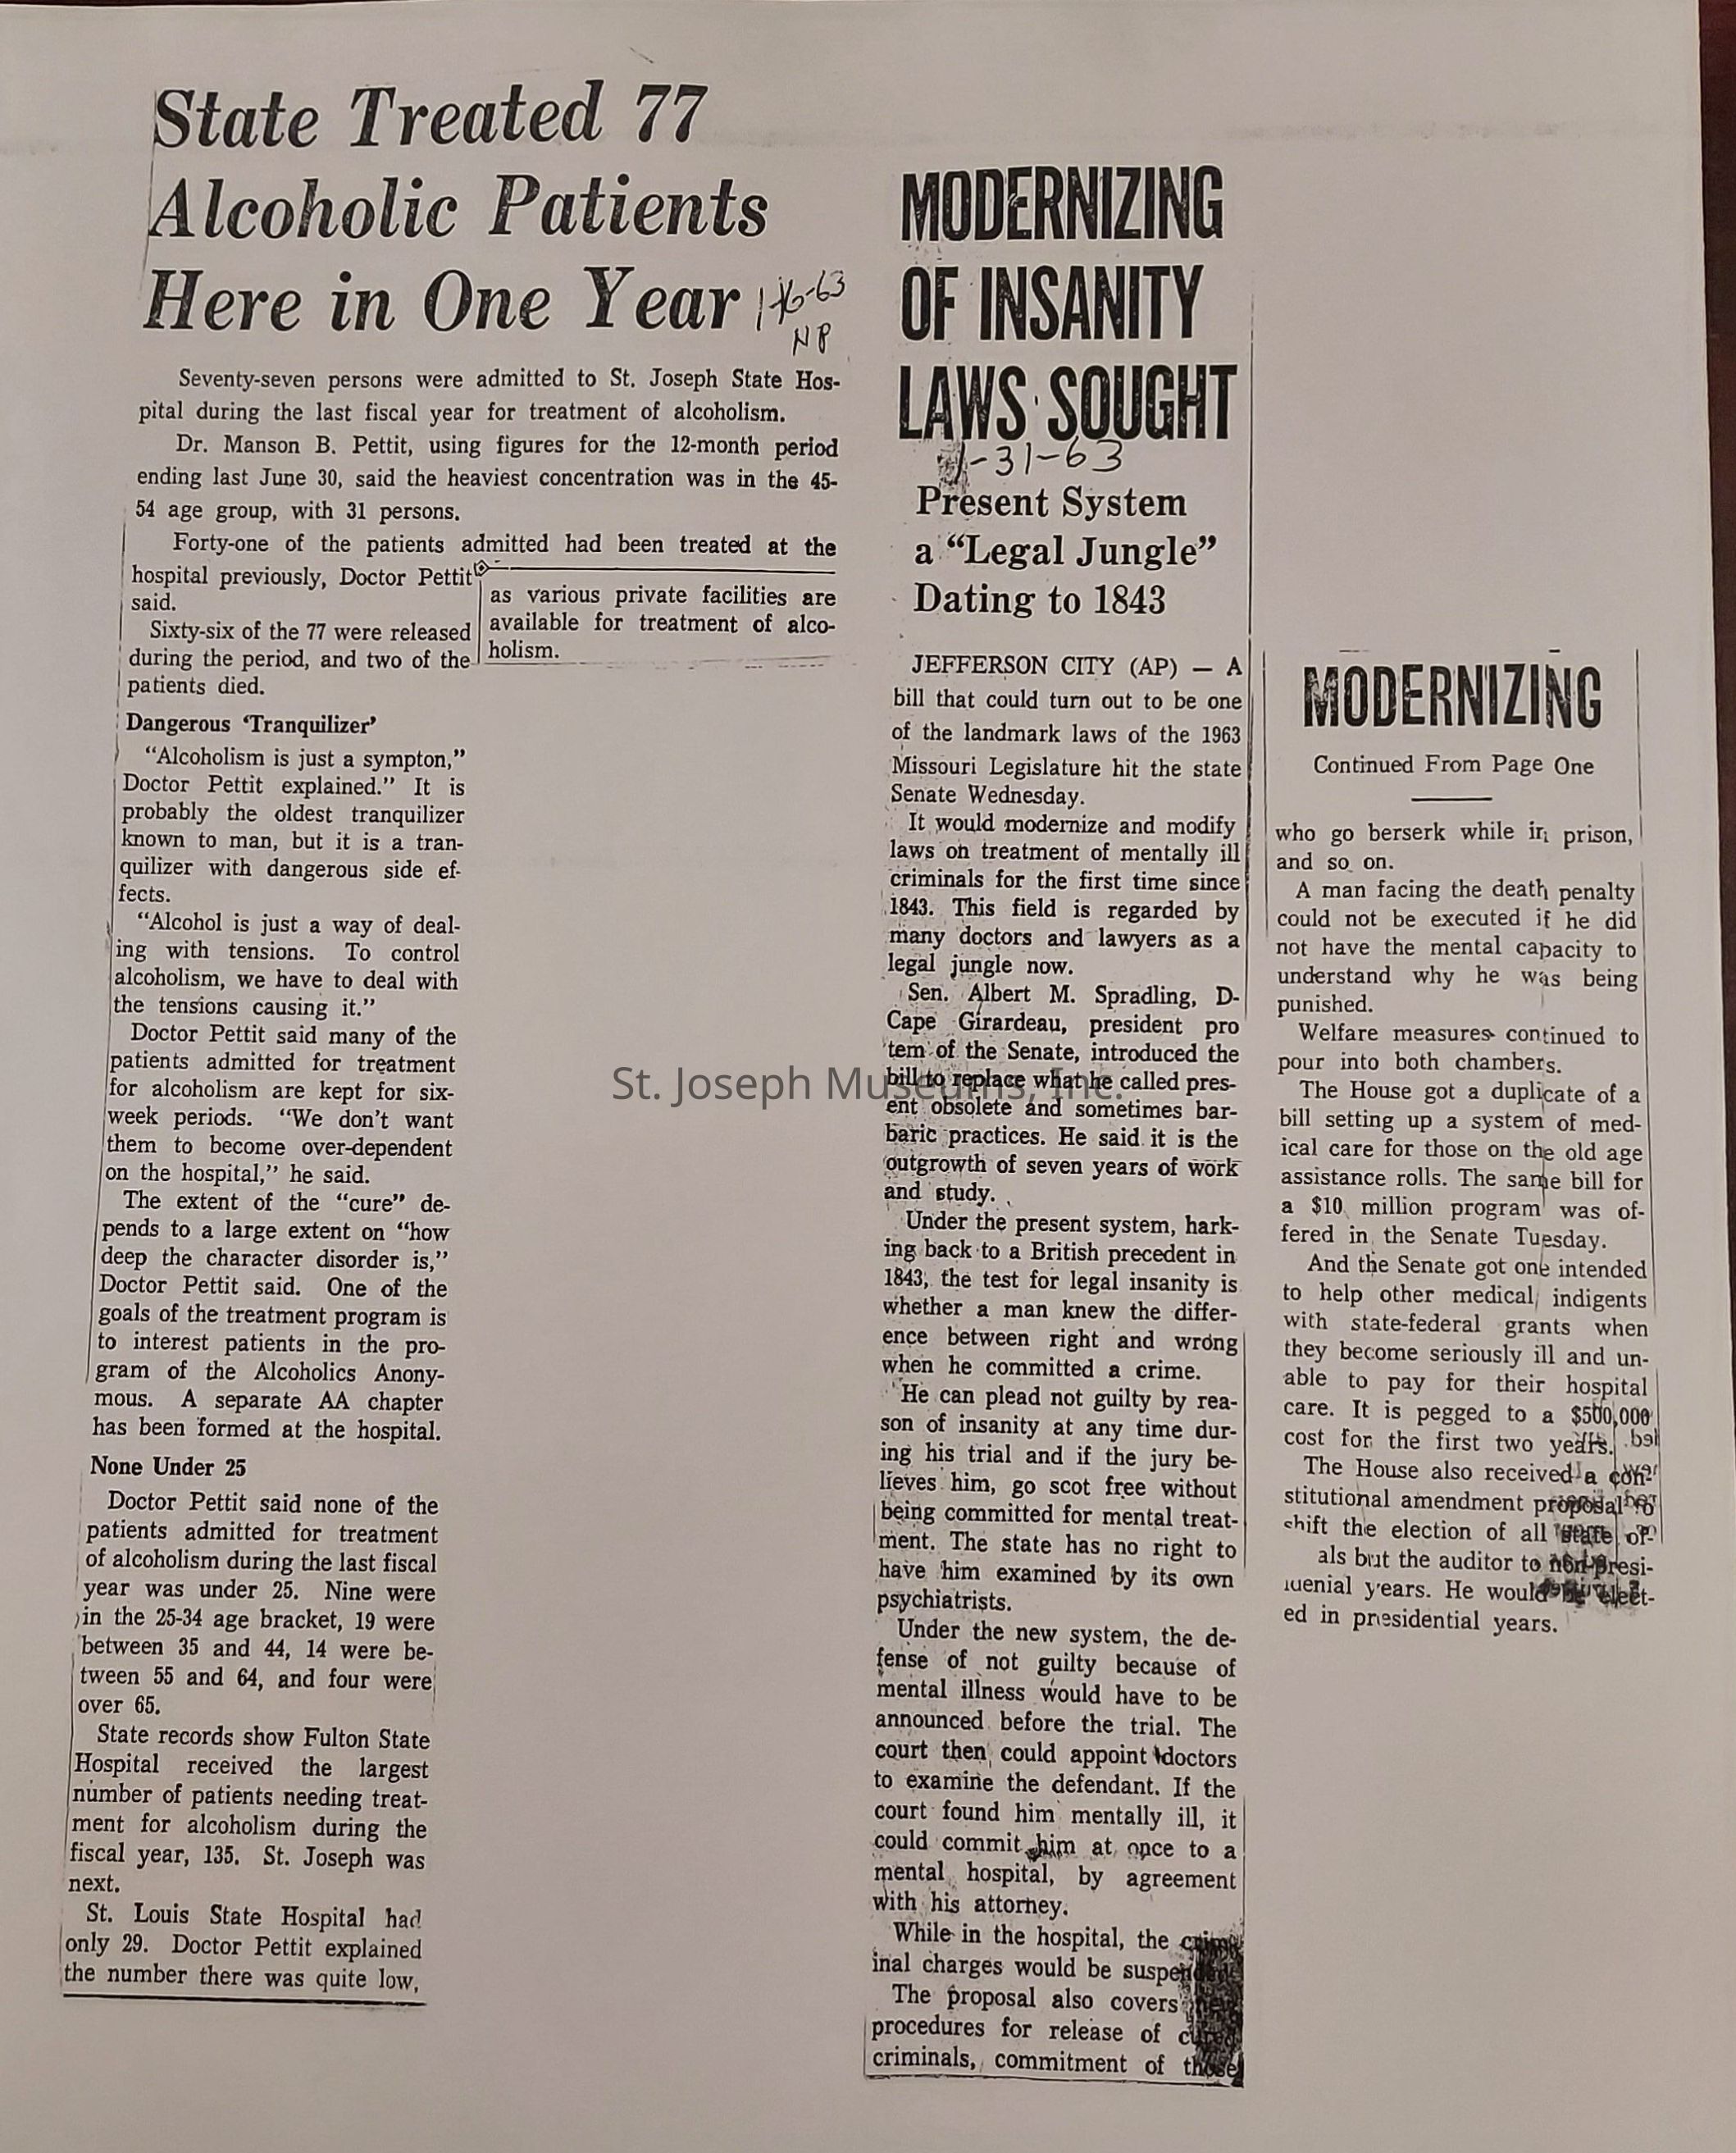 State Treated 77
Alcoholic Patients
Here in One Year
NP
Seventy-seven persons were admitted to St. Joseph State Hos-
pital during the last fiscal year for treatment of alcoholism.
Dr. Manson B. Pettit, using figures for the 12-month period
ending last June 30, said the heaviest concentration was in the 45-
54 age group, with 31 persons.
Forty-one of the patients admitted had been treated at the
hospital previously, Doctor Pettit
said.
Sixty-six of the 77 were released
during the period, and two of the
patients died.
Dangerous ‘Tranquilizer’
“Alcoholism is just a sympton,”
Doctor Pettit explained.” It is
probably the oldest tranquilizer
known to man, but it is a tran-
quilizer with dangerous side ef-
fects.
“Alcohol is just a way of deal-
ing with tensions. To control
alcoholism, we have to deal with
the tensions causing it.”
Doctor Pettit said many of the
patients admitted for treatment
for alcoholism are kept for six-
week periods. “We don’t want
them to become over-dependent
on the hospital,” he said.
The extent of the “cure” de-
pends to a large extent on “how
deep the character disorder is,”
Doctor Pettit said. One of the
goals of the treatment program is
to interest patients in the pro-
gram of the Alcoholics Anony-
mous. A separate AA chapter
has been formed at the hospital.
None Under 25
Doctor Pettit said none of the
patients admitted for treatment
of alcoholism during the last fiscal
year was under 25. Nine were
in the 25-34 age bracket, 19 were
between 35 and 44, 14 were be-
tween 55 and 64, and four were
over 65.
State records show Fulton State
Hospital received the largest
number of patients needing treat-
ment for alcoholism during the
fiscal year, 135. St. Joseph was
next.
St. Louis State Hospital had
only 29. Doctor Pettit explained
the number there was quite low,
as various private facilities are
available for treatment of alco-
holism.
MODERNIZING
OF INSANITY
LAWS SOUGHT
1-31-63
Present System
a “Legal Jungle”
Dating to 1843
JEFFERSON CITY (AP) — A
bill that could turn out to be one
of the landmark laws of the 1963
Missouri Legislature hit the state
Senate Wednesday.
It would modernize and modify
laws on treatment of mentally ill
criminals for the first time since
1843. This field is regarded by
many doctors and lawyers as a
legal jungle now.
Sen. Albert M. Spradling, D-
Cape Girardeau, president pro
tem of the Senate, introduced the
bill to replace what he called pres-
ent obsolete and sometimes bar-
baric practices. He said it is the
outgrowth of seven years of work
and study.
Under the present system, hark-
ing back to a British precedent in
1843, the test for legal insanity is
whether a man knew the differ-
ence between right and wrong
when he committed a crime.
He can plead not guilty by rea-
son of insanity at any time dur-
ing his trial and if the jury be-
lieves him, go scot free without
being committed for mental treat-
ment. The state has no right to
have him examined by its own
psychiatrists.
Under the new system, the de-
fense of not guilty because of
mental illness would have to be
announced before the trial. The
court then could appoint doctors
to examine the defendant. If the
court found him mentally ill, it
could commit him at once to a
mental hospital, by agreement
with his attorney.
While in the hospital, the crim-
inal charges would be suspended.
The proposal also covers new
procedures for release of cured
criminals, commitment of those
MODERNIZING
Continued From Page One
who go berserk while in prison,
and so on.
A man facing the death penalty
could not be executed if he did
not have the mental capacity to
understand why he was being
punished.
Welfare measures continued to
pour into both chambers.
The House got a duplicate of a
bill setting up a system of med-
ical care for those on the old age
assistance rolls. The same bill for
a $10 million program was of-
fered in the Senate Tuesday.
And the Senate got one intended
to help other medical indigents
with state-federal grants when
they become seriously ill and un-
able to pay for their hospital
care. It is pegged to a $500,000
cost for the first two years.
The House also received a con-
stitutional amendment proposal to
shift the election of all state of-
als but the auditor to non-presi-
uenial years. He would be elect-
ed in presidential years.
St. Joseph Museums, Inc.